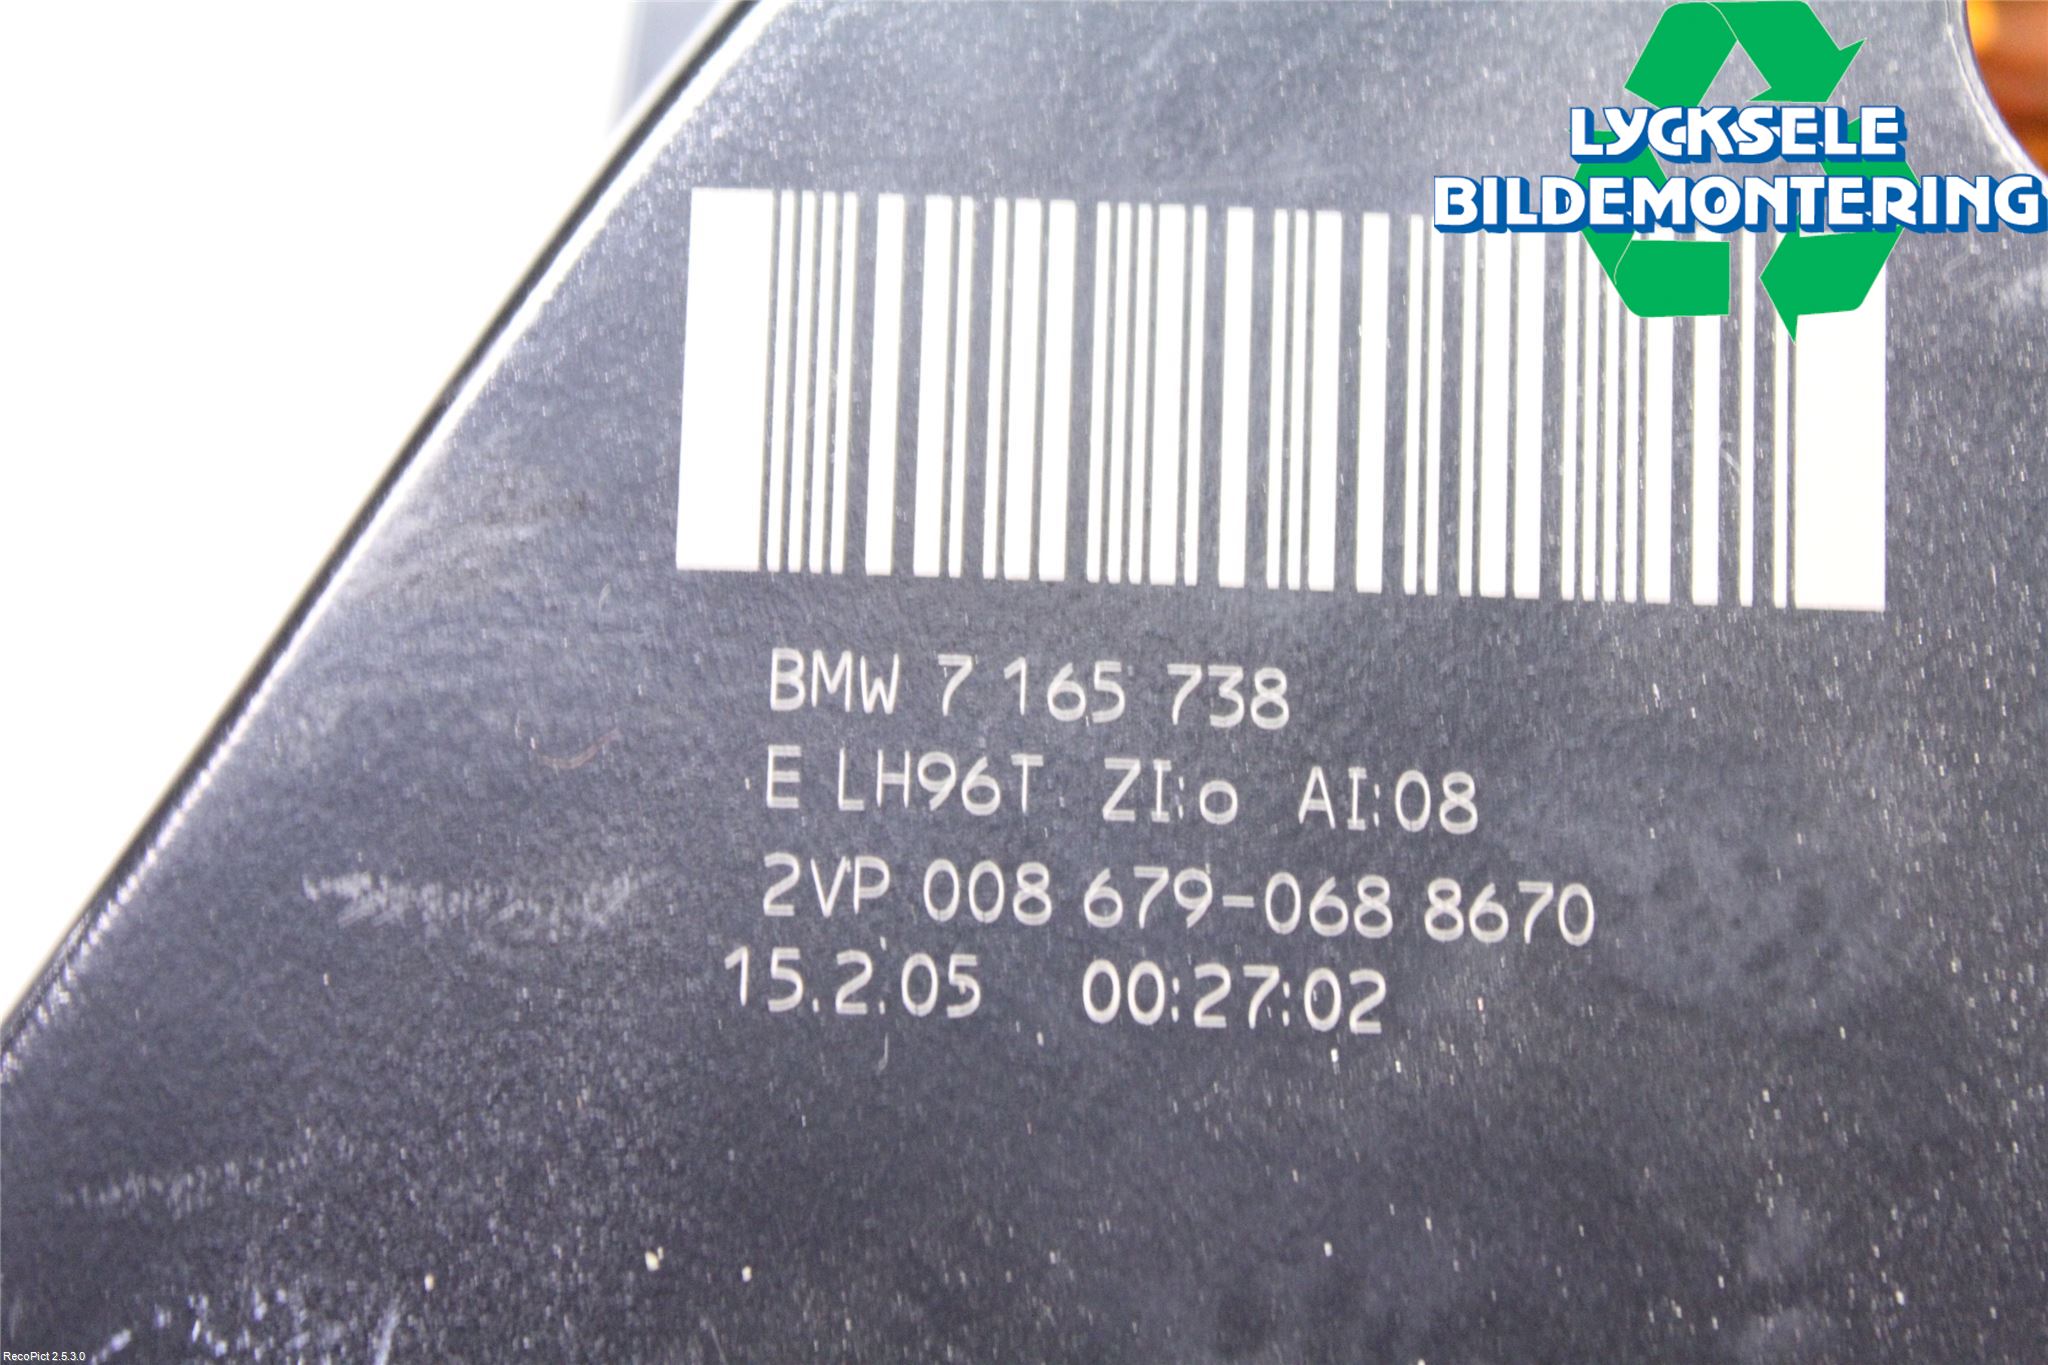 LYCKSELE
BILDEMONTERING
BMW 7 165 738
E LH96T ZI:o AI:08
2VP 008 679-068 8670
15.2.05 00:27:02
RecoPict 2.5.3.0